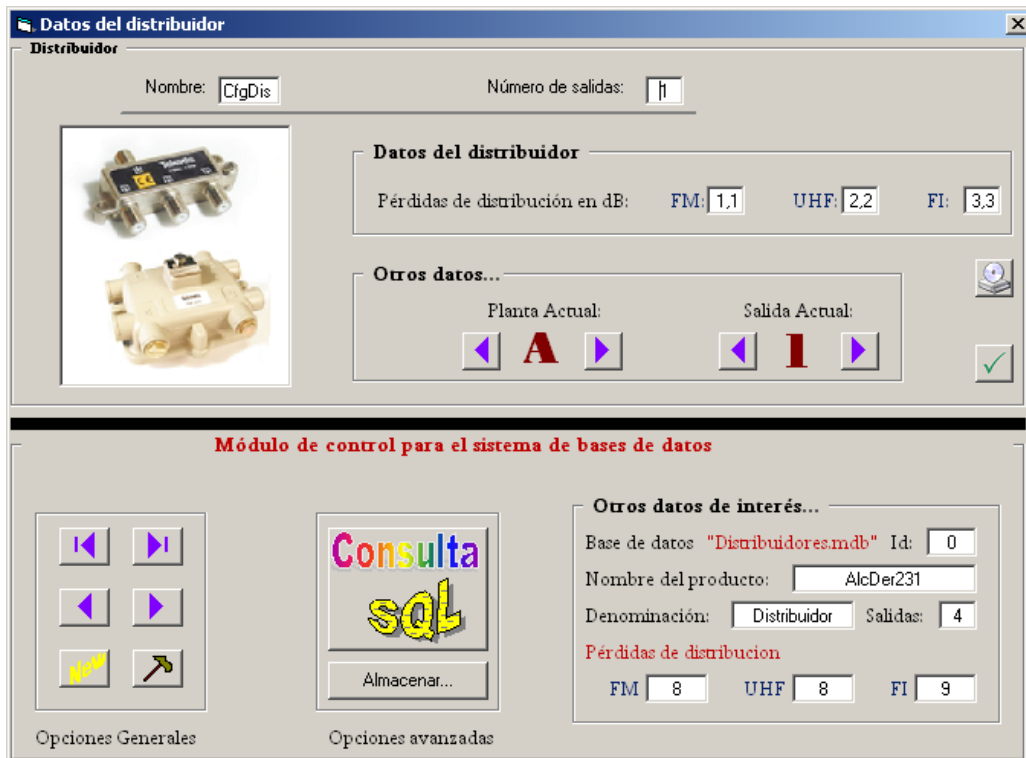 Datos del distribuidor
Distribuidor
Nombre: CfgDis Número de salidas: 1
Televés
Datos del distribuidor
Pérdidas de distribución en dB: FM: 1,1 UHF: 2,2 FI: 3,3
Otros datos...
Planta Actual: Salida Actual:
A 1
Módulo de control para el sistema de bases de datos
Consulta
SQL
Almacenar...
New
Opciones Generales
Opciones avanzadas
Otros datos de interés...
Base de datos "Distribuidores.mdb" Id: 0
Nombre del producto: AlcDer231
Denominación: Distribuidor Salidas: 4
Pérdidas de distribucion
FM 8 UHF 8 FI 9